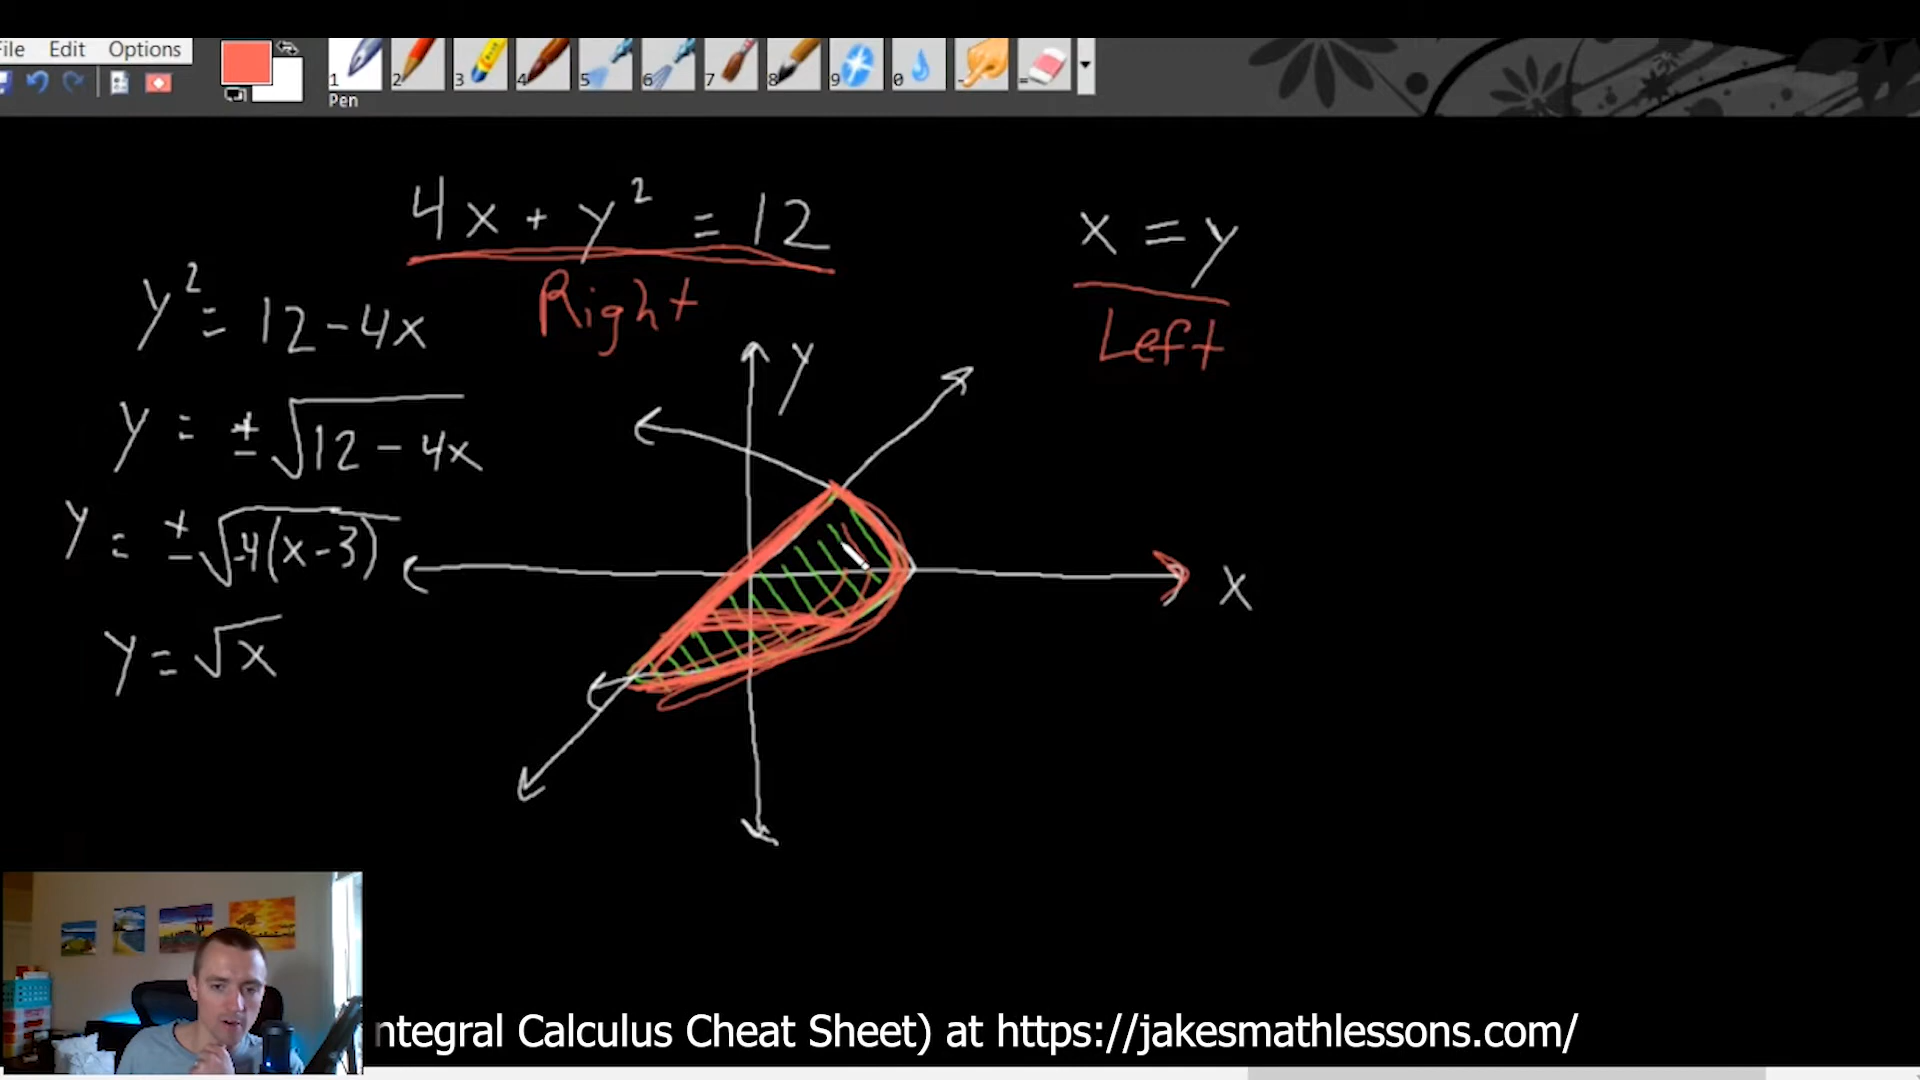 File Edit Options
1 2 3 4 5 6 7 8 9 0 - =
Pen
4x + y² = 12
x = y
Right
Left
y² = 12 - 4x
y = ± √12 - 4x
y = ± √-4(x-3)
y = √x
y
x
ntegral Calculus Cheat Sheet) at https://jakesmathlessons.com/